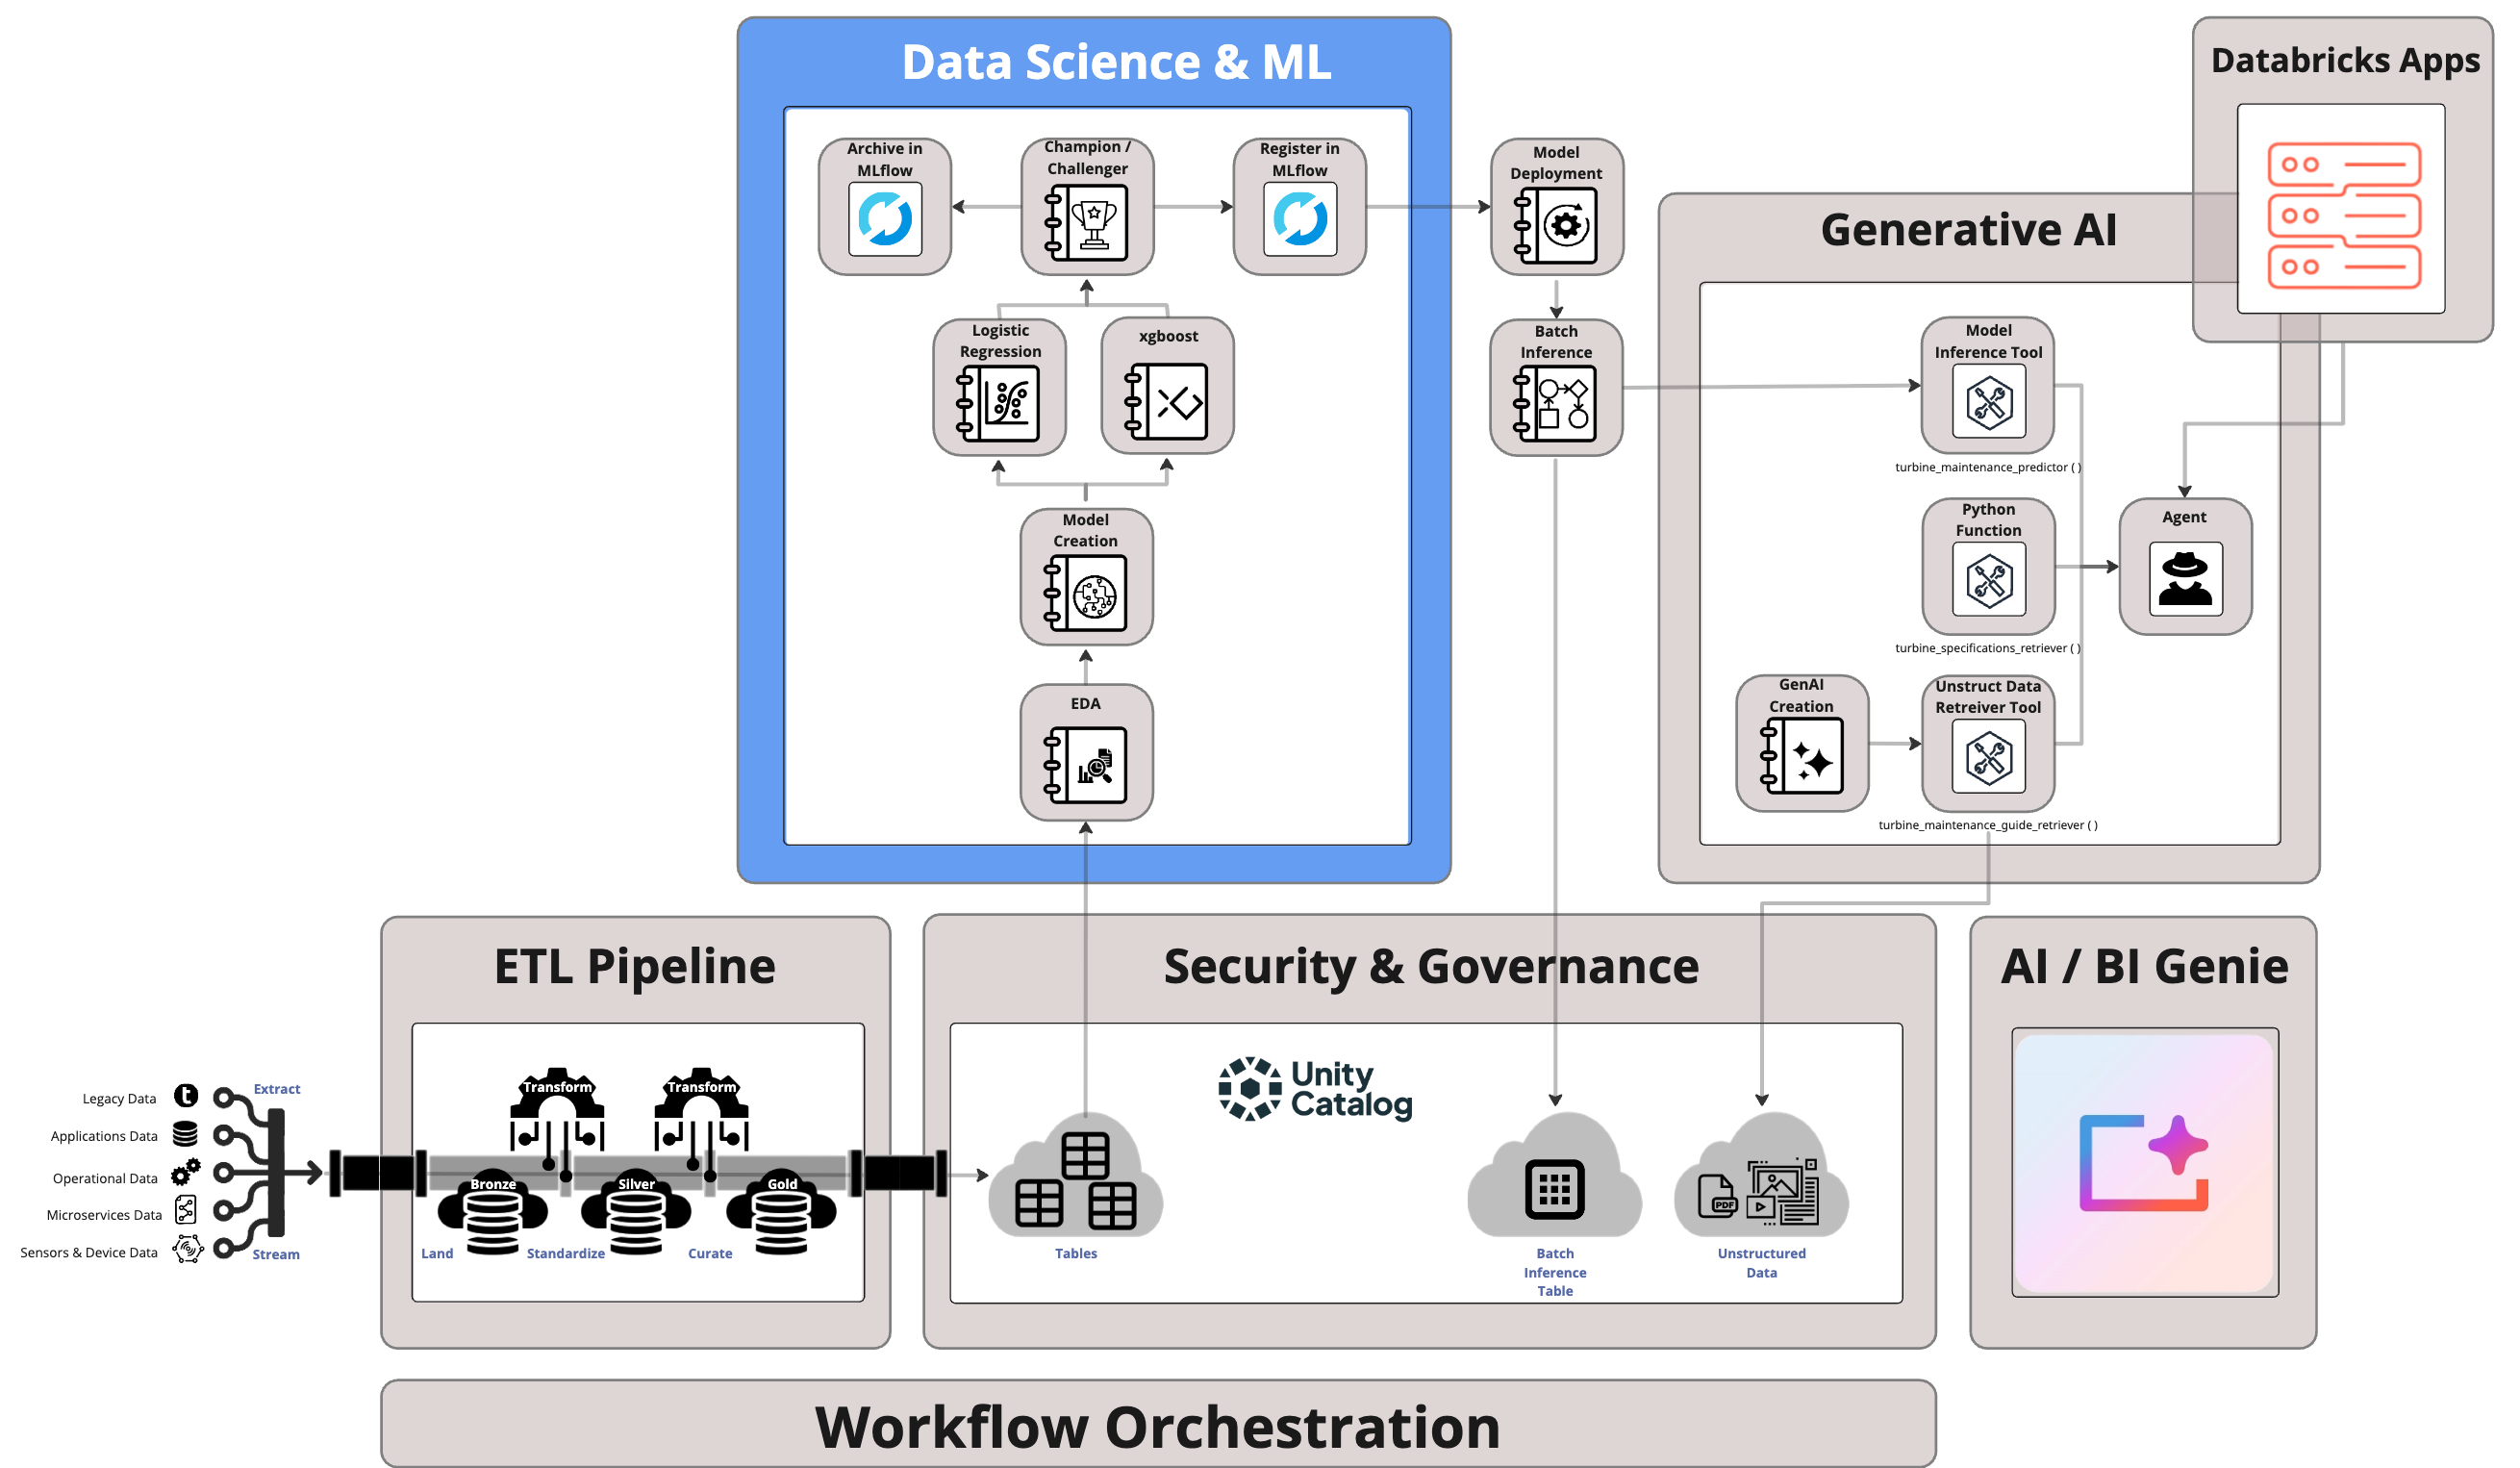 Data Science & ML
Archive in
MLflow
Champion /
Challenger
Register in
MLflow
Logistic
Regression
xgboost
Model
Creation
EDA
Model
Deployment
Batch
Inference
Databricks Apps
Generative AI
Model
Inference Tool
turbine_maintenance_predictor ( )
Python
Function
turbine_specifications_retriever ( )
Agent
GenAI
Creation
Unstruct Data
Retreiver Tool
turbine_maintenance_guide_retriever ( )
Legacy Data
Applications Data
Operational Data
Microservices Data
Sensors & Device Data
Extract
Stream
ETL Pipeline
Transform
Transform
Bronze
Silver
Gold
Land
Standardize
Curate
Security & Governance
Unity
Catalog
Tables
Batch
Inference
Table
PDF
Unstructured
Data
AI / BI Genie
Workflow Orchestration